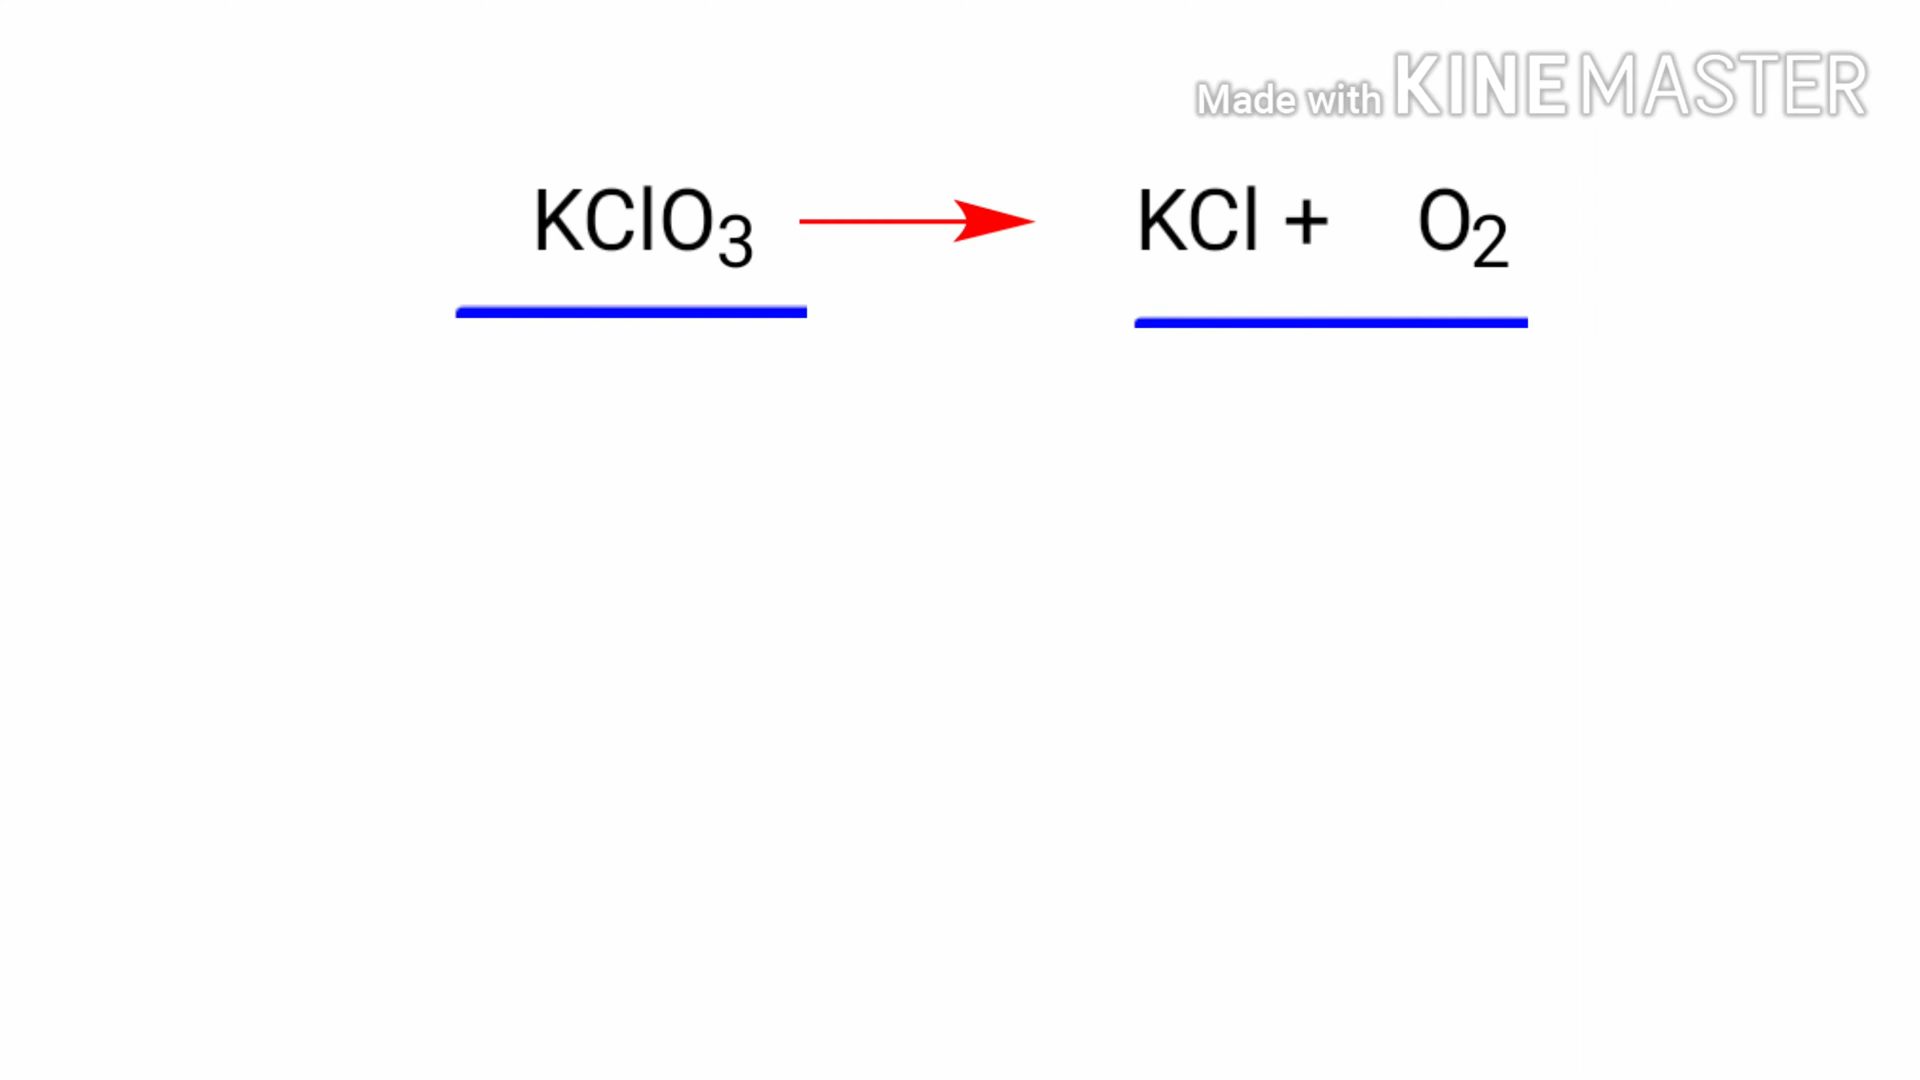 Made with KINEMASTER
KClO₃ → KCl + O₂